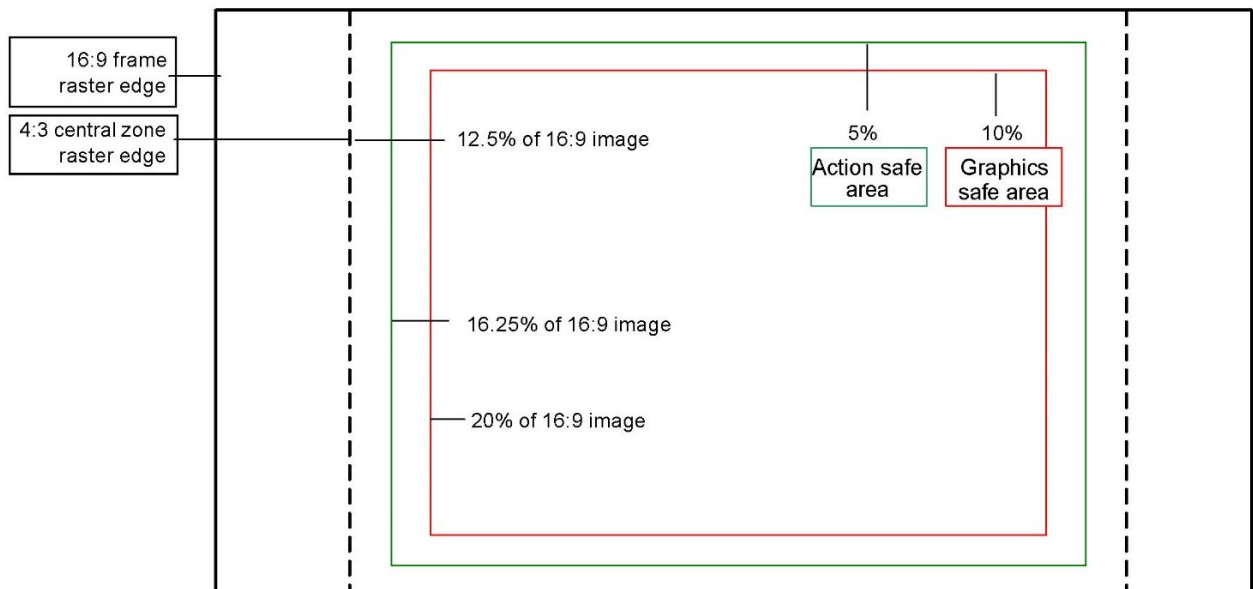 16:9 frame
raster edge
4:3 central zone
raster edge
12.5% of 16:9 image
5%
10%
Action safe
area
Graphics
safe area
16.25% of 16:9 image
20% of 16:9 image